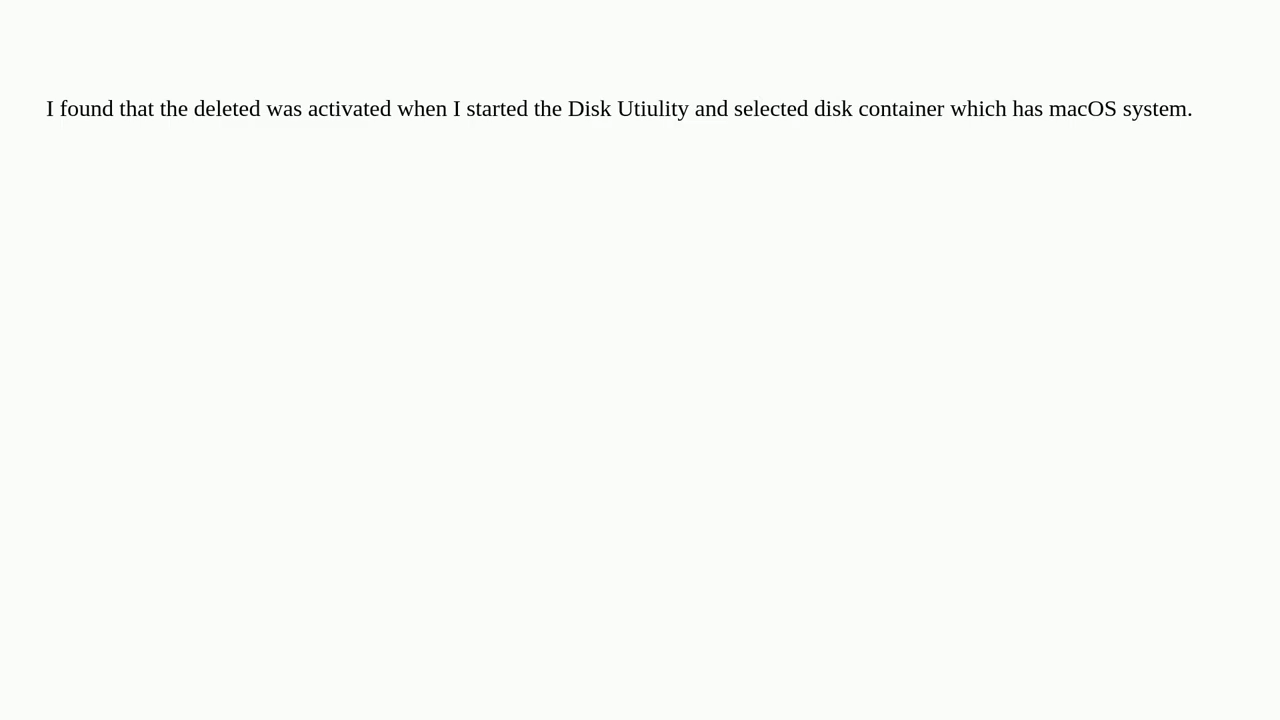 I found that the deleted was activated when I started the Disk Utiulity and selected disk container which has macOS system.